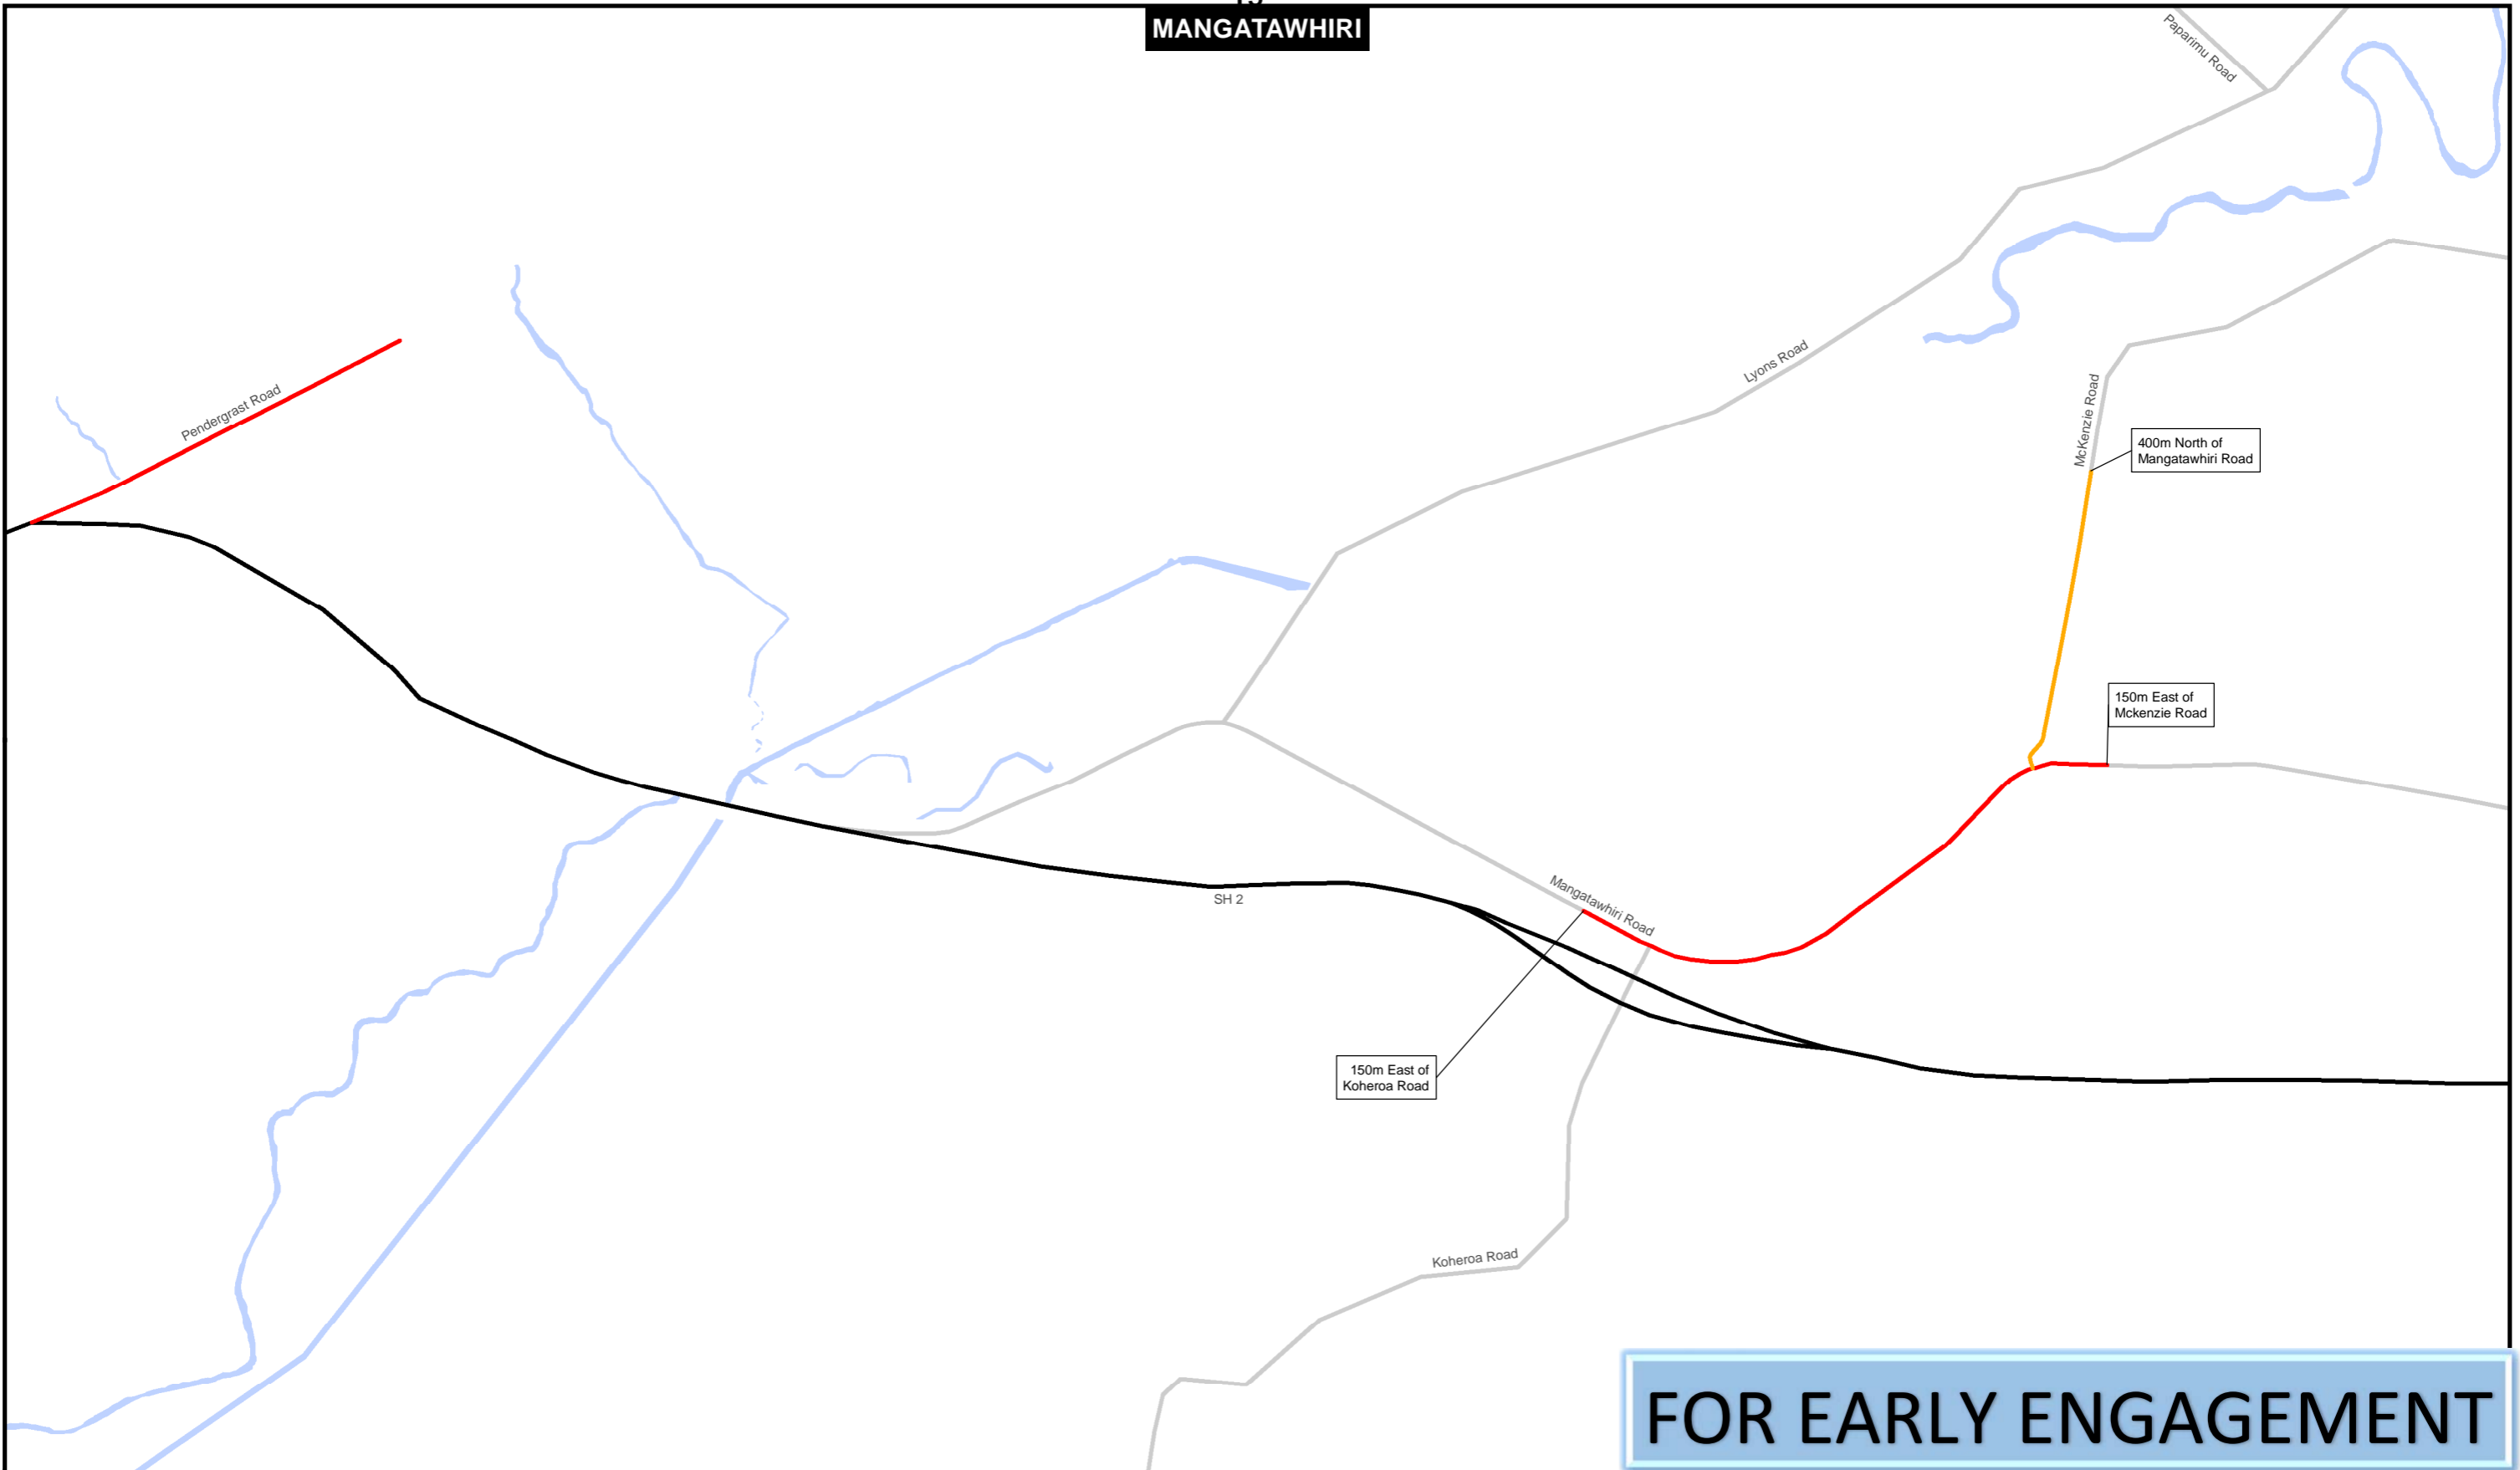 MANGATAWHIRI
Paparimu Road
Lyons Road
Pendergrast Road
McKenzie Road
400m North of
Mangatawhiri Road
150m East of
Mckenzie Road
Mangatawhiri Road
SH 2
150m East of
Koheroa Road
Koheroa Road
FOR EARLY ENGAGEMENT